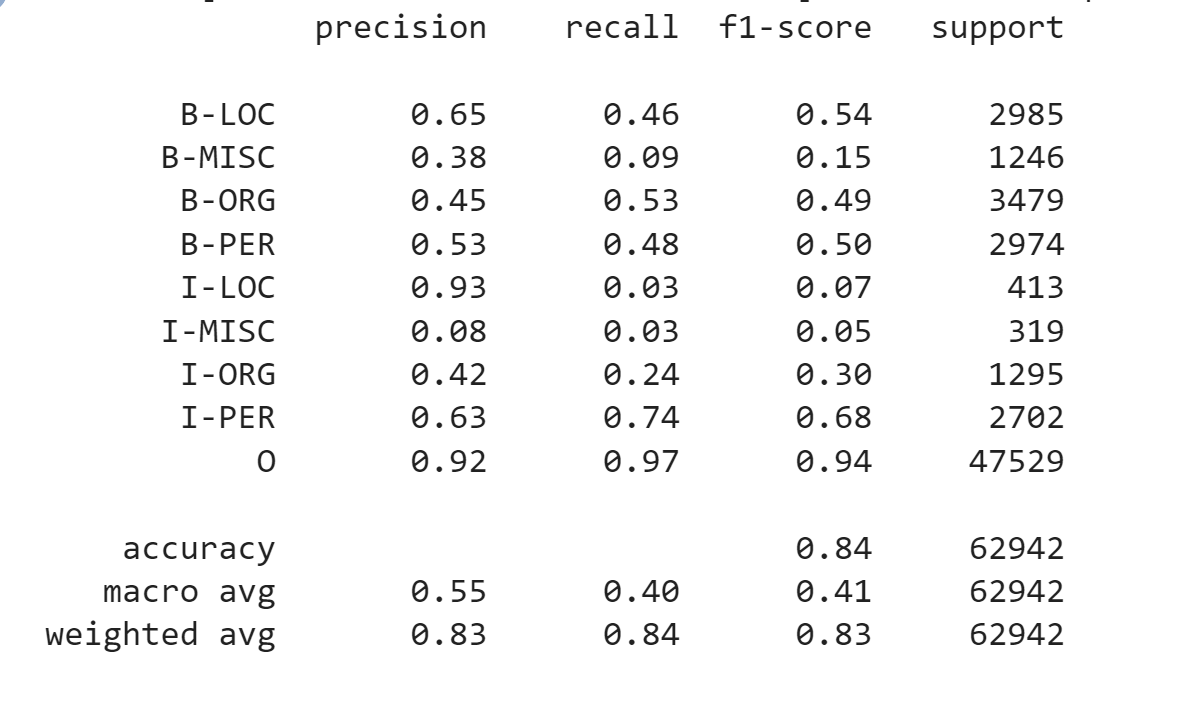 precision recall f1-score support
B-LOC 0.65 0.46 0.54 2985
B-MISC 0.38 0.09 0.15 1246
B-ORG 0.45 0.53 0.49 3479
B-PER 0.53 0.48 0.50 2974
I-LOC 0.93 0.03 0.07 413
I-MISC 0.08 0.03 0.05 319
I-ORG 0.42 0.24 0.30 1295
I-PER 0.63 0.74 0.68 2702
O 0.92 0.97 0.94 47529
accuracy 0.84 62942
macro avg 0.55 0.40 0.41 62942
weighted avg 0.83 0.84 0.83 62942